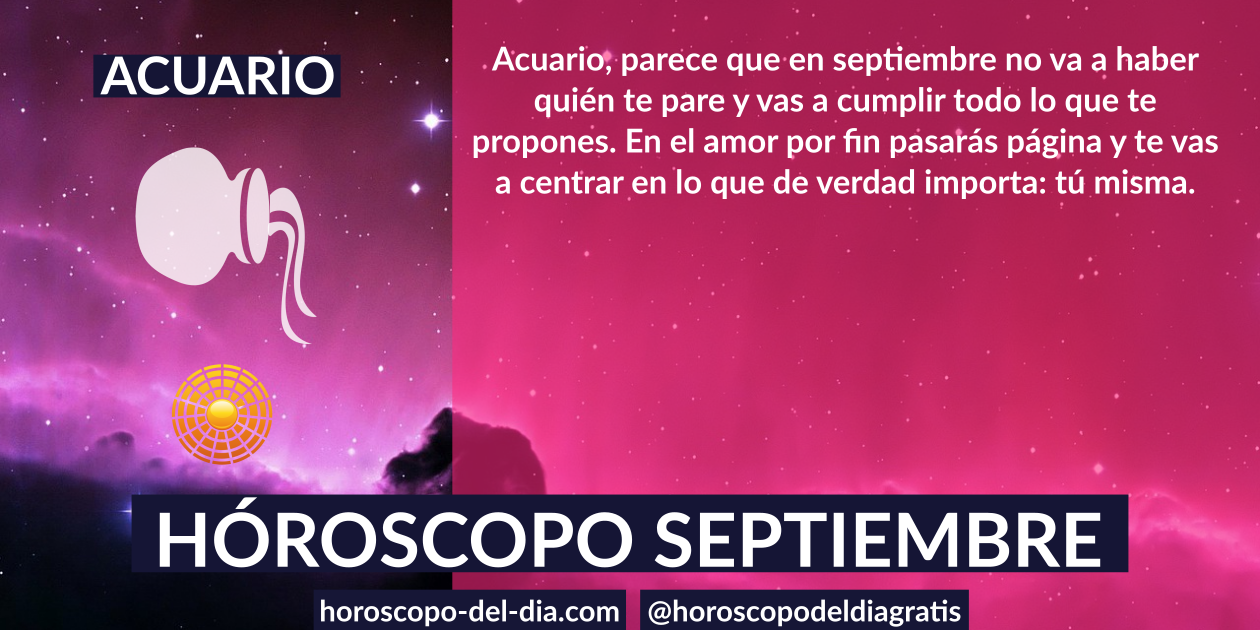 ACUARIO
Acuario, parece que en septiembre no va a haber
quién te pare y vas a cumplir todo lo que te
propones. En el amor por fin pasarás página y te vas
a centrar en lo que de verdad importa: tú misma.
HÓROSCOPO SEPTIEMBRE
horoscopo-del-dia.com @horoscopodeldiagratis